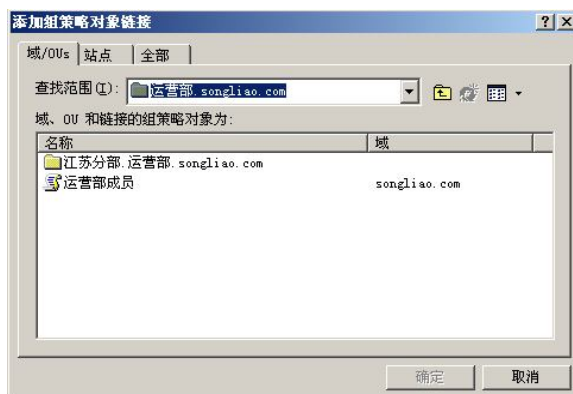 添加组策略对象链接
域/OUs 站点 全部
查找范围(I): 运营部.songliao.com
域、OU 和链接的组策略对象为:
名称 域
江苏分部.运营部.songliao.com
运营部成员 songliao.com
确定 取消